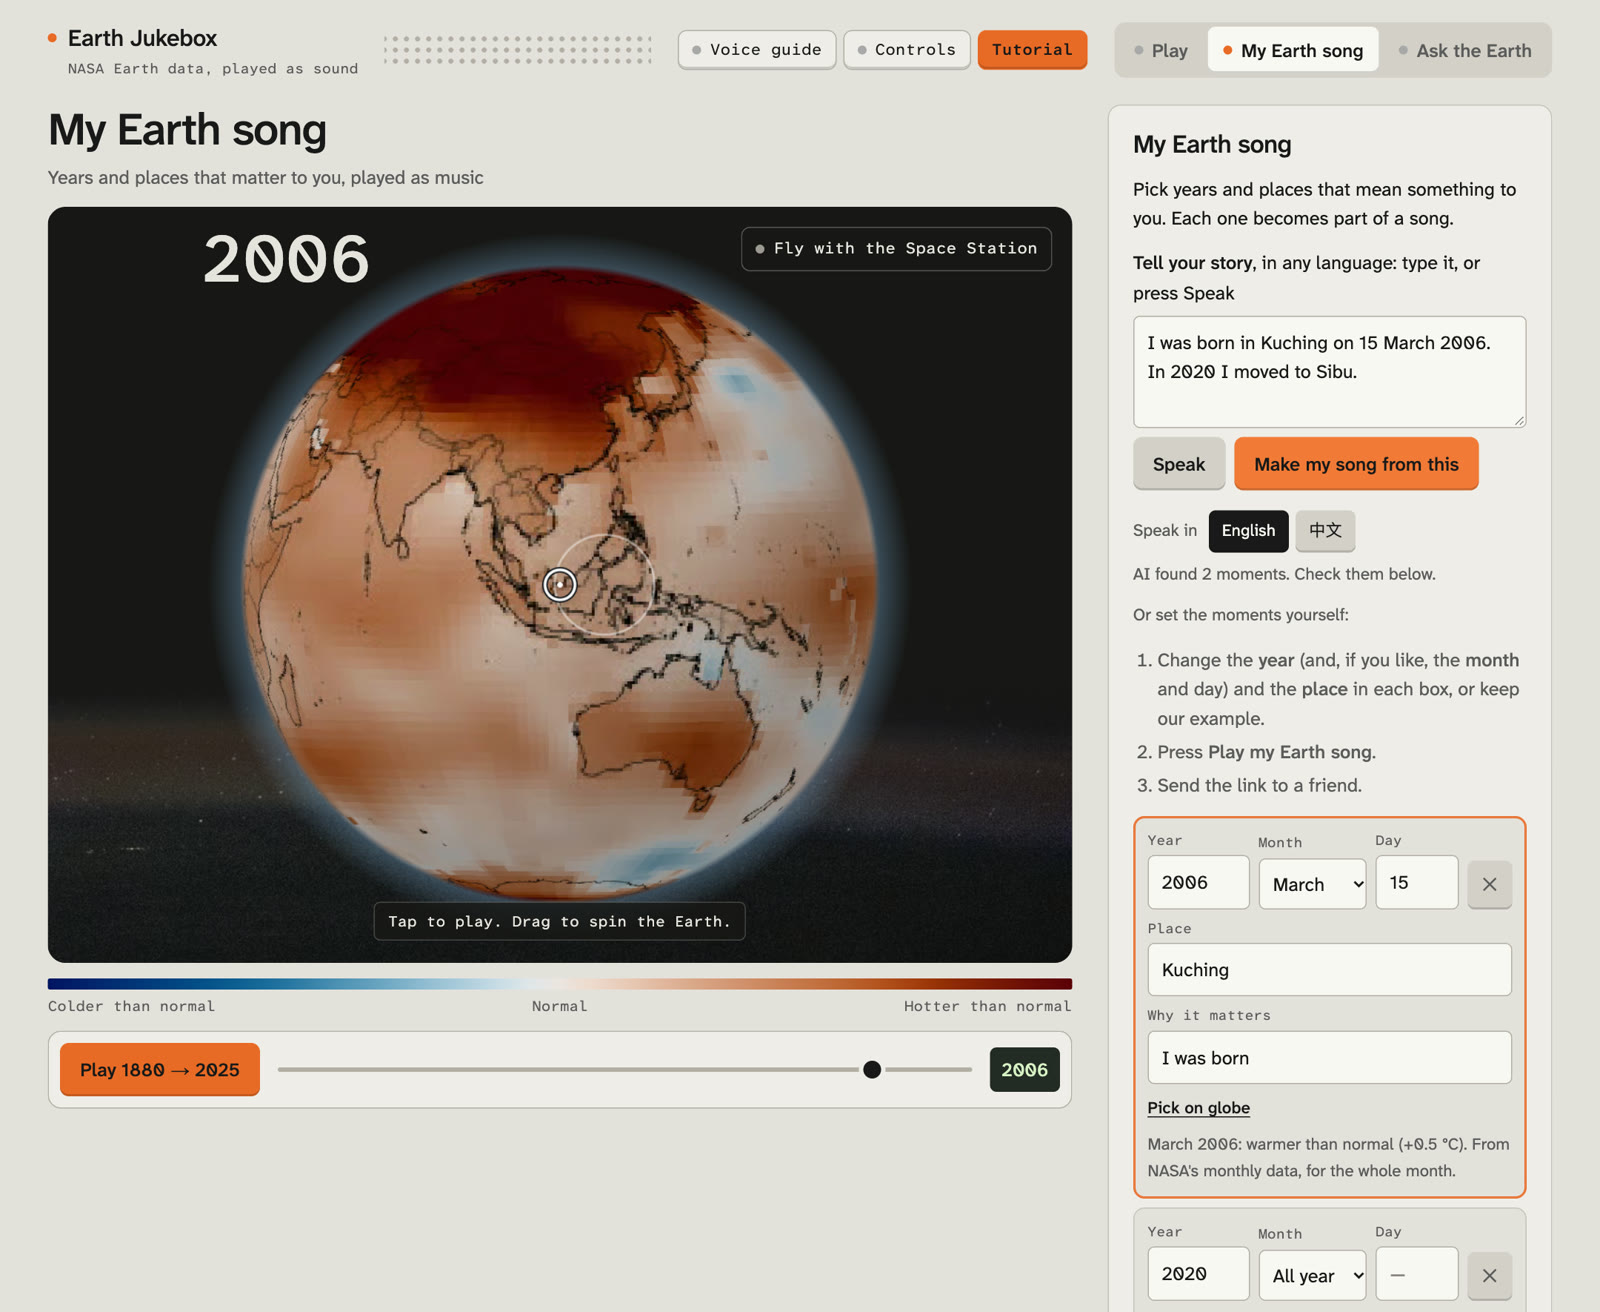 Earth Jukebox
NASA Earth data, played as sound
Voice guide
Controls
Tutorial
Play
My Earth song
Ask the Earth
My Earth song
Years and places that matter to you, played as music
2006
Fly with the Space Station
Tap to play. Drag to spin the Earth.
Colder than normal
Normal
Hotter than normal
Play 1880 → 2025
2006
My Earth song
Pick years and places that mean something to
you. Each one becomes part of a song.
Tell your story, in any language: type it, or
press Speak
I was born in Kuching on 15 March 2006.
In 2020 I moved to Sibu.
Speak
Make my song from this
Speak in
English
中文
AI found 2 moments. Check them below.
Or set the moments yourself:
1. Change the year (and, if you like, the month
and day) and the place in each box, or keep
our example.
2. Press Play my Earth song.
3. Send the link to a friend.
Year
Month
Day
2006
March
15
Place
Kuching
Why it matters
I was born
Pick on globe
March 2006: warmer than normal (+0.5 °C). From
NASA's monthly data, for the whole month.
Year
Month
Day
2020
All year
—